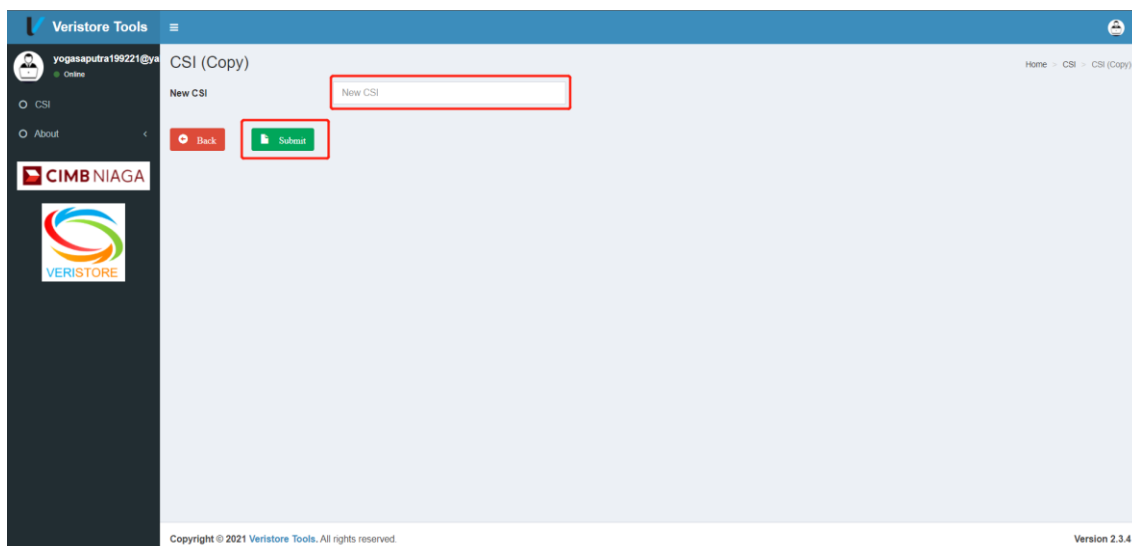 Veristore Tools
yogasaputra199221@ya
Online
CSI (Copy)
Home > CSI > CSI (Copy)
CSI
New CSI
New CSI
About
Back
Submit
CIMB NIAGA
VERISTORE
Copyright © 2021 Veristore Tools. All rights reserved.
Version 2.3.4